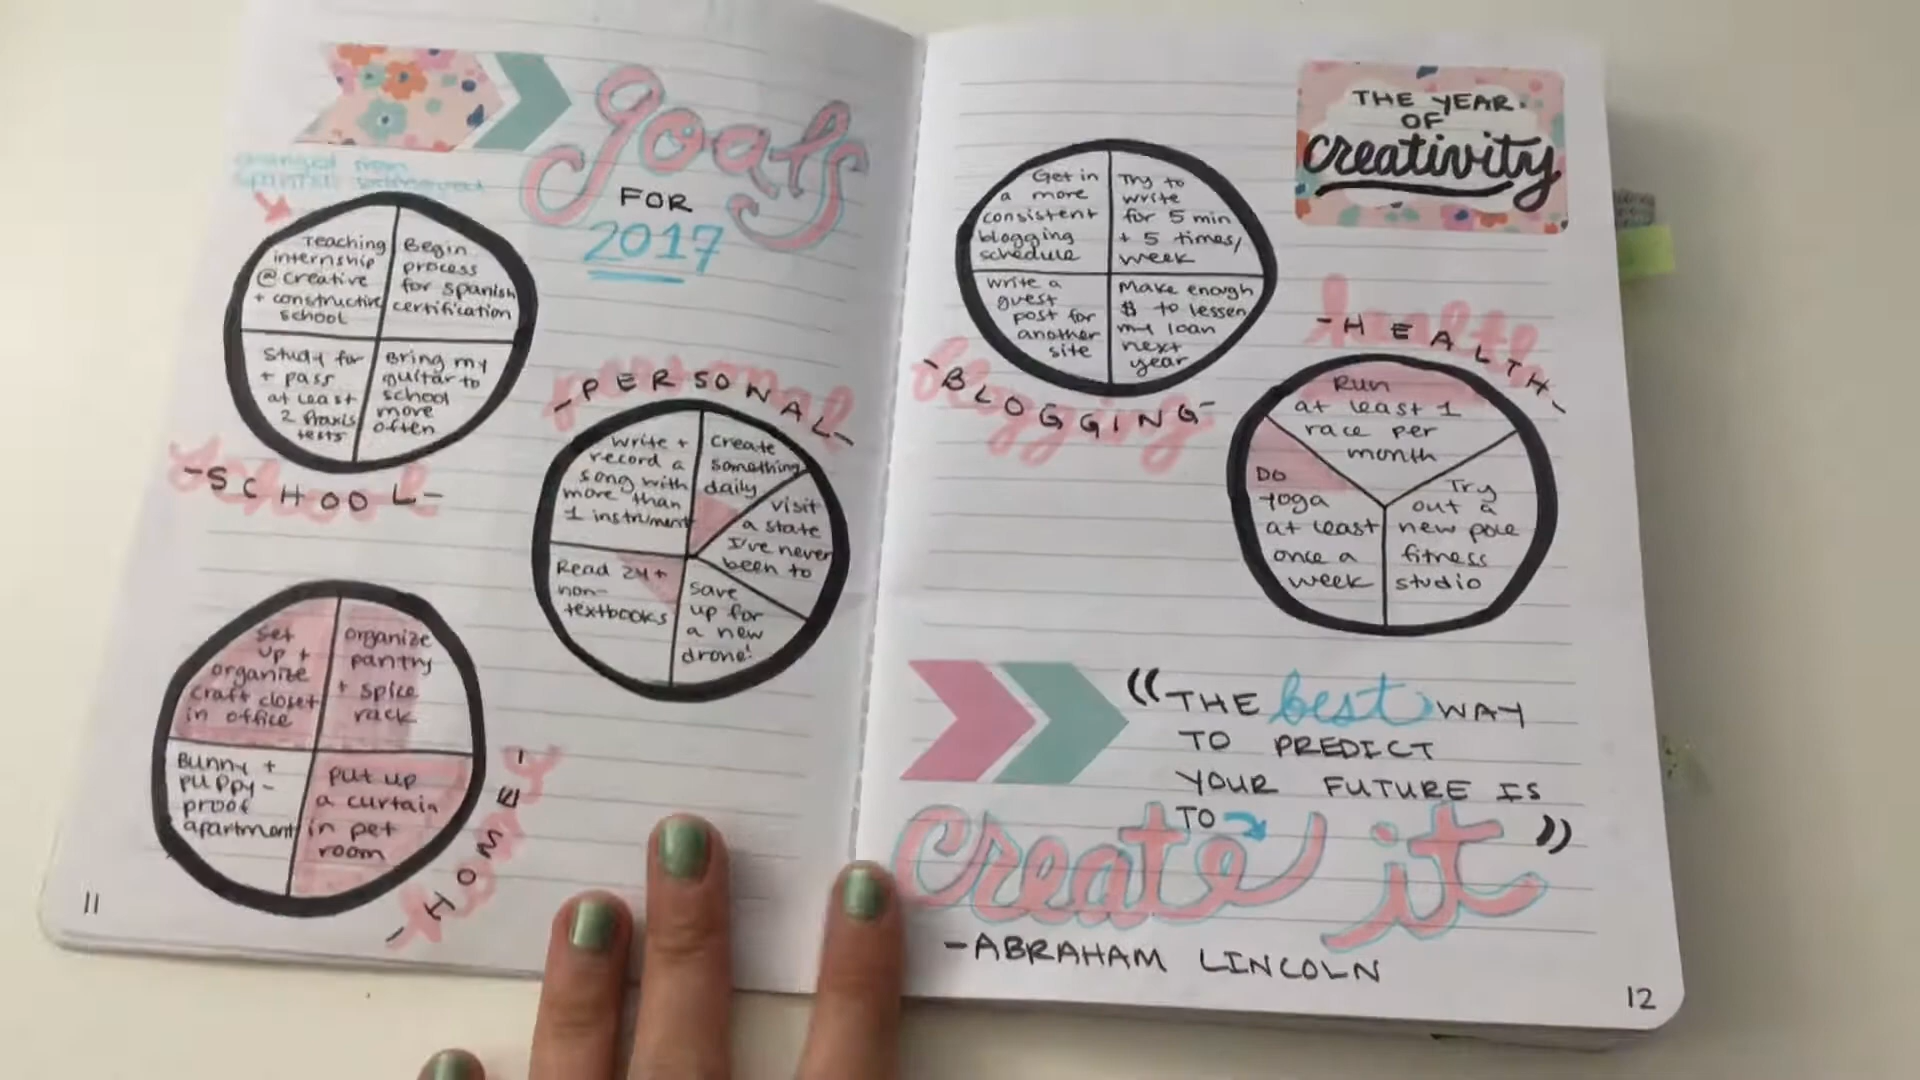 goals
FOR
2017
changed from
Teaching
internship
@ creative
+ constructive
school
Begin
process
for spanish
certification
Study for
+ pass
at least
2 Praxis
tests
Bring my
guitar to
school
more
often
-SCHOOL-
school
-PERSONAL-
personal
write +
record a
song with
more than
1 instrument
create
something
daily
visit
a state
I've never
been to
Save
up for
a new
drone!
Read 24+
non-
textbooks
set
up +
organize
craft closet
in office
organize
pantry
+ spice
rack
Bunny +
puppy-
proof
apartment
put up
a curtain
in pet
room
-HOME-
home
11
THE YEAR
OF
creativity
Get in
a more
consistent
blogging
schedule
Try to
write
for 5 min
+ 5 times/
week
write a
guest
post for
another
site
Make enough
$ to lessen
my loan
next
year
-BLOGGING-
blogging
-HEALTH-
health
Run
at least 1
race per
month
DO
yoga
at least
once a
week
Try
out a
new pole
fitness
studio
"THE best WAY
TO PREDICT
YOUR FUTURE IS
TO
create it"
-ABRAHAM LINCOLN
12